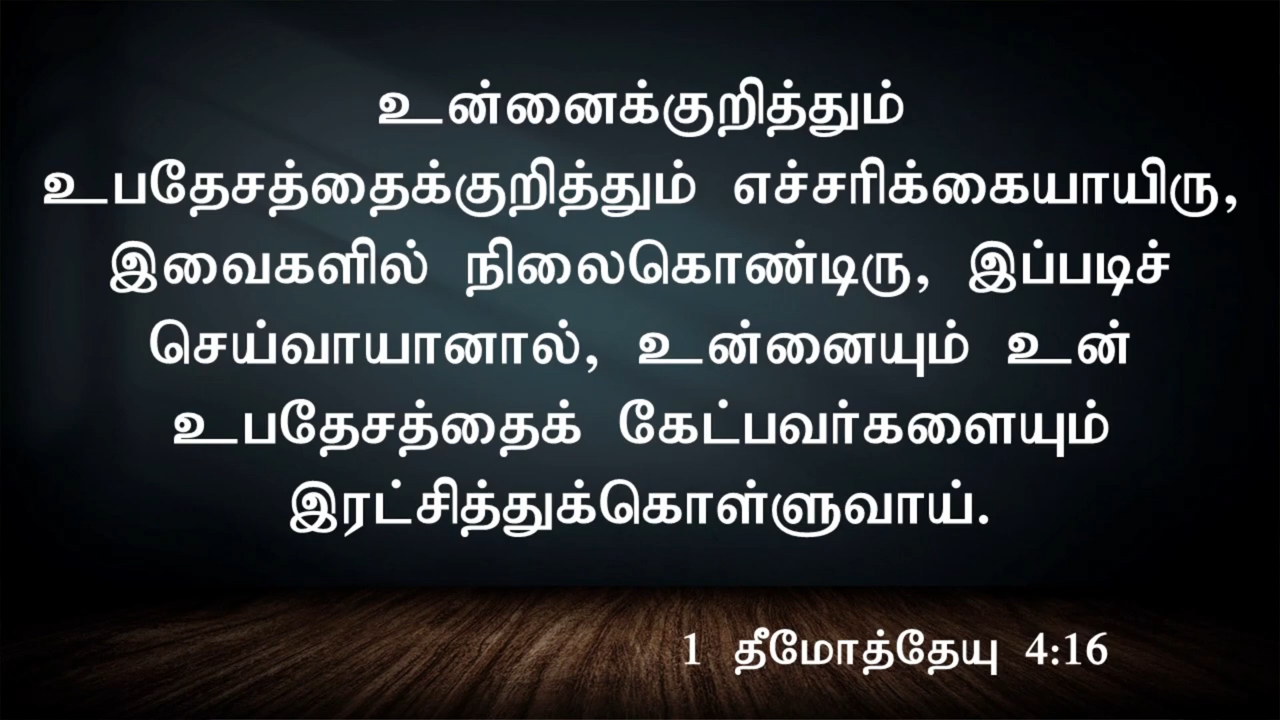 உன்னைக்குறித்தும்
உபதேசத்தைக்குறித்தும் எச்சரிக்கையாயிரு,
இவைகளில் நிலைகொண்டிரு, இப்படிச்
செய்வாயானால், உன்னையும் உன்
உபதேசத்தைக் கேட்பவர்களையும்
இரட்சித்துக்கொள்ளுவாய்.
1 தீமோத்தேயு 4:16